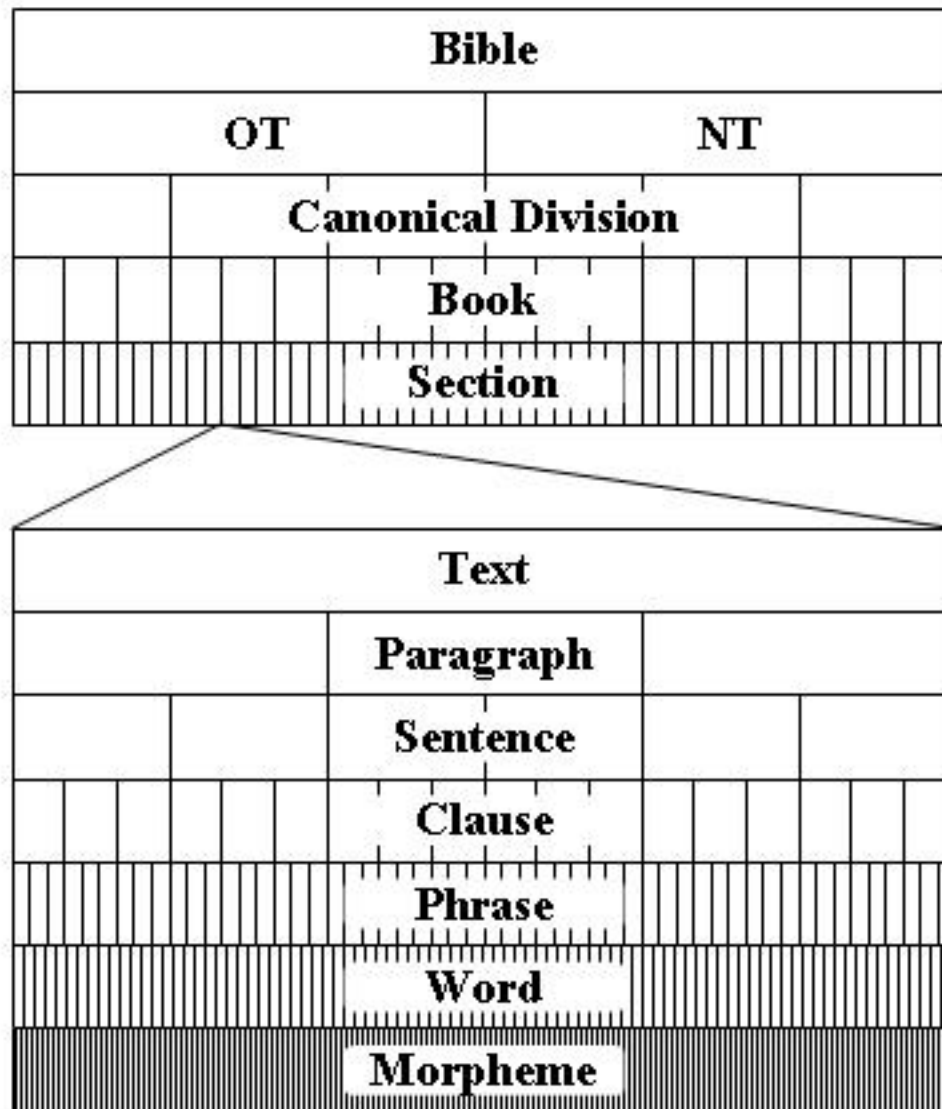 Bible
OT NT
Canonical Division
Book
Section
Text
Paragraph
Sentence
Clause
Phrase
Word
Morpheme